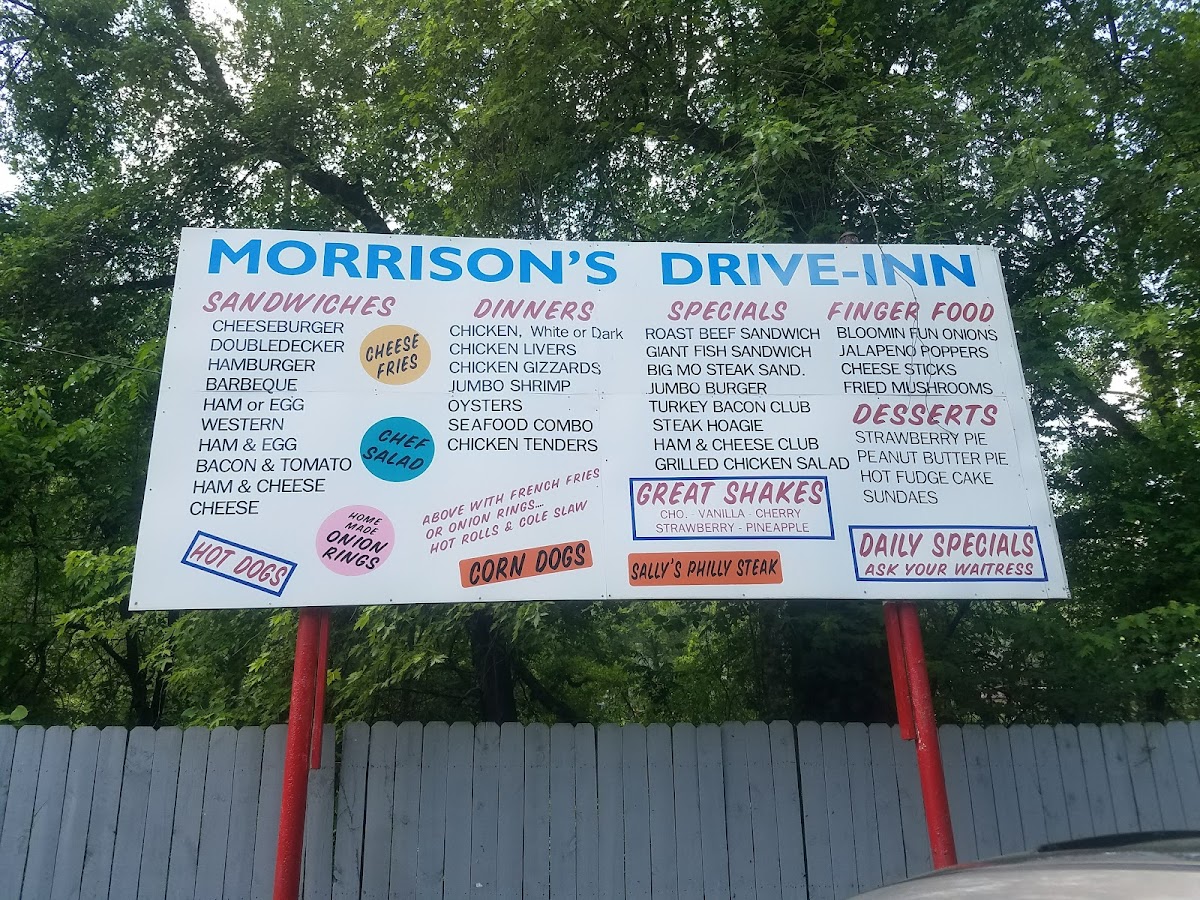 MORRISON'S DRIVE-INN
SANDWICHES
CHEESEBURGER
DOUBLEDECKER
HAMBURGER
BARBEQUE
HAM or EGG
WESTERN
HAM & EGG
BACON & TOMATO
HAM & CHEESE
CHEESE
HOT DOGS
CHEESE
FRIES
CHEF
SALAD
HOME
MADE
ONION
RINGS
DINNERS
CHICKEN, White or Dark
CHICKEN LIVERS
CHICKEN GIZZARDS
JUMBO SHRIMP
OYSTERS
SEAFOOD COMBO
CHICKEN TENDERS
ABOVE WITH FRENCH FRIES
OR ONION RINGS....
HOT ROLLS & COLE SLAW
CORN DOGS
SPECIALS
ROAST BEEF SANDWICH
GIANT FISH SANDWICH
BIG MO STEAK SAND.
JUMBO BURGER
TURKEY BACON CLUB
STEAK HOAGIE
HAM & CHEESE CLUB
GRILLED CHICKEN SALAD
GREAT SHAKES
CHO. - VANILLA - CHERRY
STRAWBERRY - PINEAPPLE
SALLY'S PHILLY STEAK
FINGER FOOD
BLOOMIN FUN ONIONS
JALAPENO POPPERS
CHEESE STICKS
FRIED MUSHROOMS
DESSERTS
STRAWBERRY PIE
PEANUT BUTTER PIE
HOT FUDGE CAKE
SUNDAES
DAILY SPECIALS
ASK YOUR WAITRESS